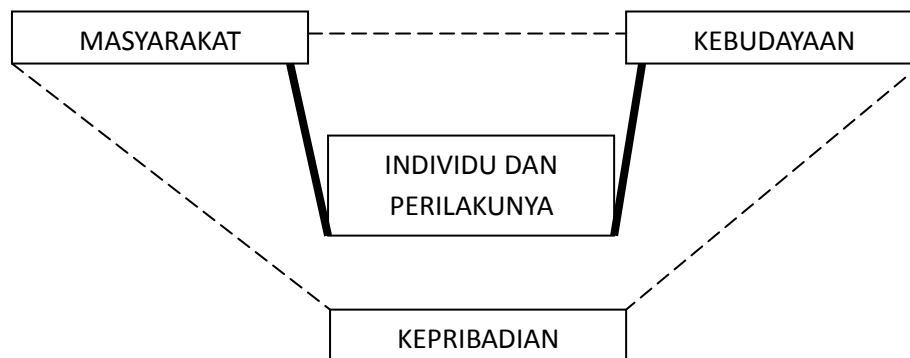 MASYARAKAT
KEBUDAYAAN
INDIVIDU DAN
PERILAKUNYA
KEPRIBADIAN